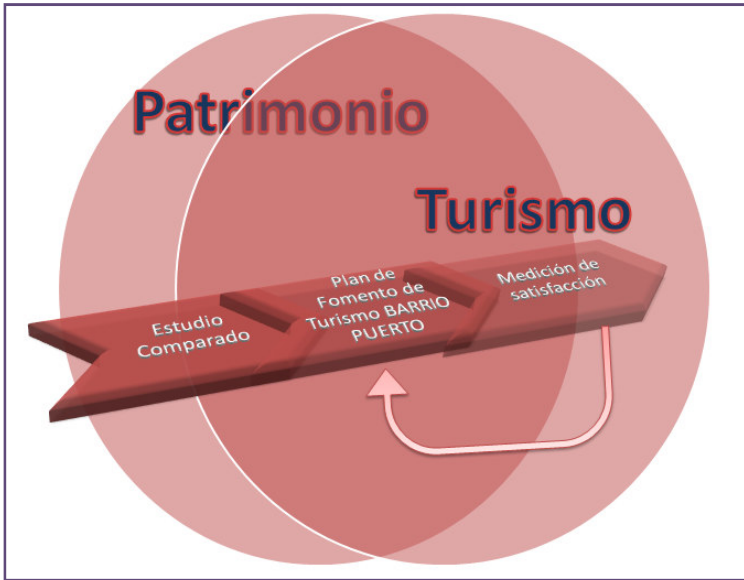 Patrimonio
Turismo
Estudio
Comparado
Plan de
Fomento de
Turismo BARRIO
PUERTO
Medición de
satisfacción